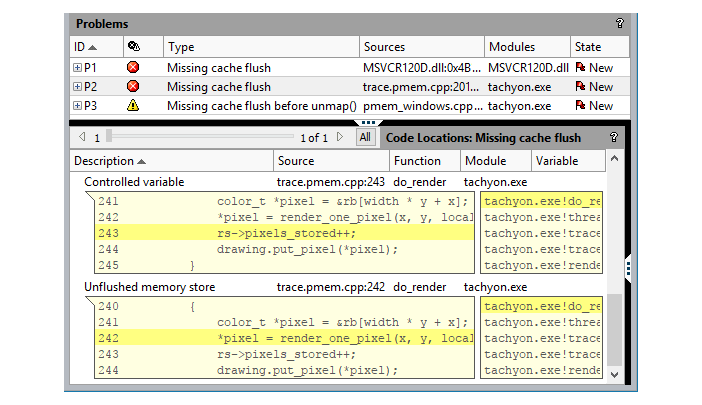 Problems ?
ID Type Sources Modules State
P1 Missing cache flush MSVCR120D.dll:0x4B... MSVCR120D.dll New
P2 Missing cache flush trace.pmem.cpp:201... tachyon.exe New
P3 Missing cache flush before unmap() pmem_windows.cpp... tachyon.exe New
1 1 of 1 All Code Locations: Missing cache flush ?
Description Source Function Module Variable
Controlled variable trace.pmem.cpp:243 do_render tachyon.exe
241 color_t *pixel = &rb[width * y + x]; tachyon.exe!do_re
242 *pixel = render_one_pixel(x, y, local tachyon.exe!threa
243 rs->pixels_stored++; tachyon.exe!trace
244 drawing.put_pixel(*pixel); tachyon.exe!trace
245 } tachyon.exe!rende
Unflushed memory store trace.pmem.cpp:242 do_render tachyon.exe
240 { tachyon.exe!do_re
241 color_t *pixel = &rb[width * y + x]; tachyon.exe!threa
242 *pixel = render_one_pixel(x, y, local tachyon.exe!trace
243 rs->pixels_stored++; tachyon.exe!trace
244 drawing.put_pixel(*pixel); tachyon.exe!rende